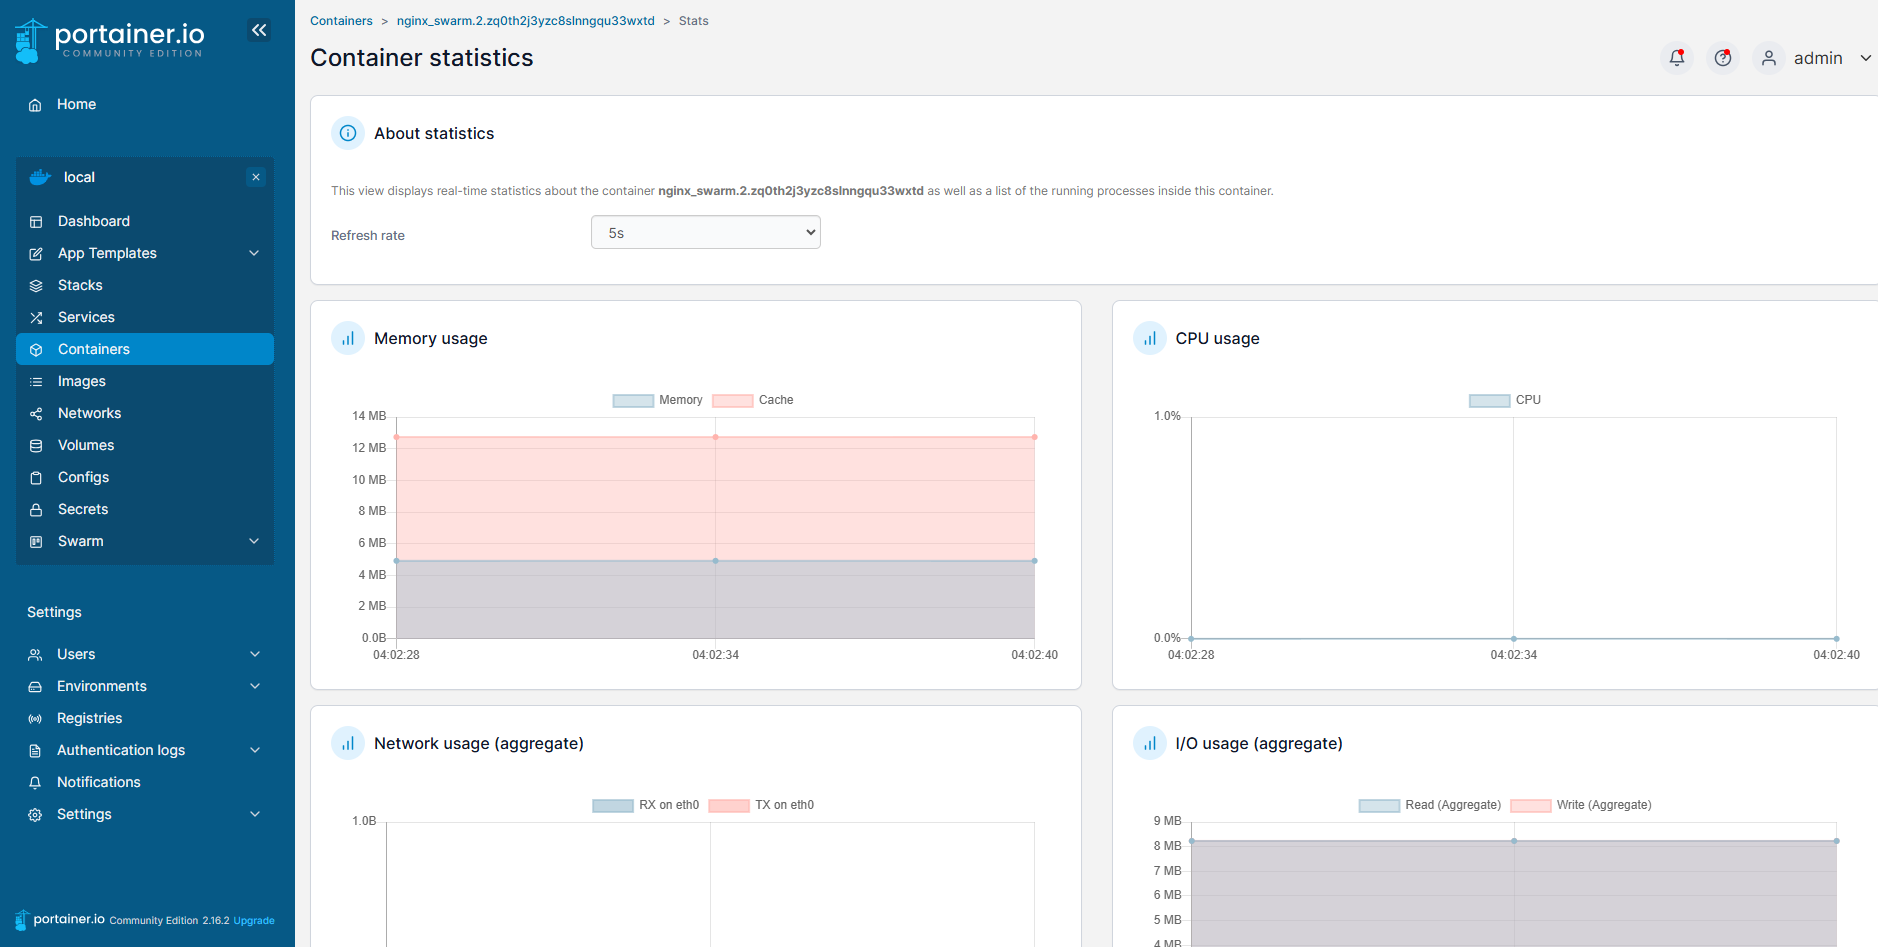 portainer.io
COMMUNITY EDITION
Home
local
Dashboard
App Templates
Stacks
Services
Containers
Images
Networks
Volumes
Configs
Secrets
Swarm
Settings
Users
Environments
Registries
Authentication logs
Notifications
Settings
portainer.io Community Edition 2.16.2 Upgrade
Containers > nginx_swarm.2.zq0th2j3yzc8slnngqu33wxtd > Stats
Container statistics
admin
About statistics
This view displays real-time statistics about the container nginx_swarm.2.zq0th2j3yzc8slnngqu33wxtd as well as a list of the running processes inside this container.
Refresh rate
5s
Memory usage
Memory Cache
14 MB
12 MB
10 MB
8 MB
6 MB
4 MB
2 MB
0.0B
04:02:28 04:02:34 04:02:40
CPU usage
CPU
1.0%
0.0%
04:02:28 04:02:34 04:02:40
Network usage (aggregate)
RX on eth0 TX on eth0
1.0B
I/O usage (aggregate)
Read (Aggregate) Write (Aggregate)
9 MB
8 MB
7 MB
6 MB
5 MB
4 MB